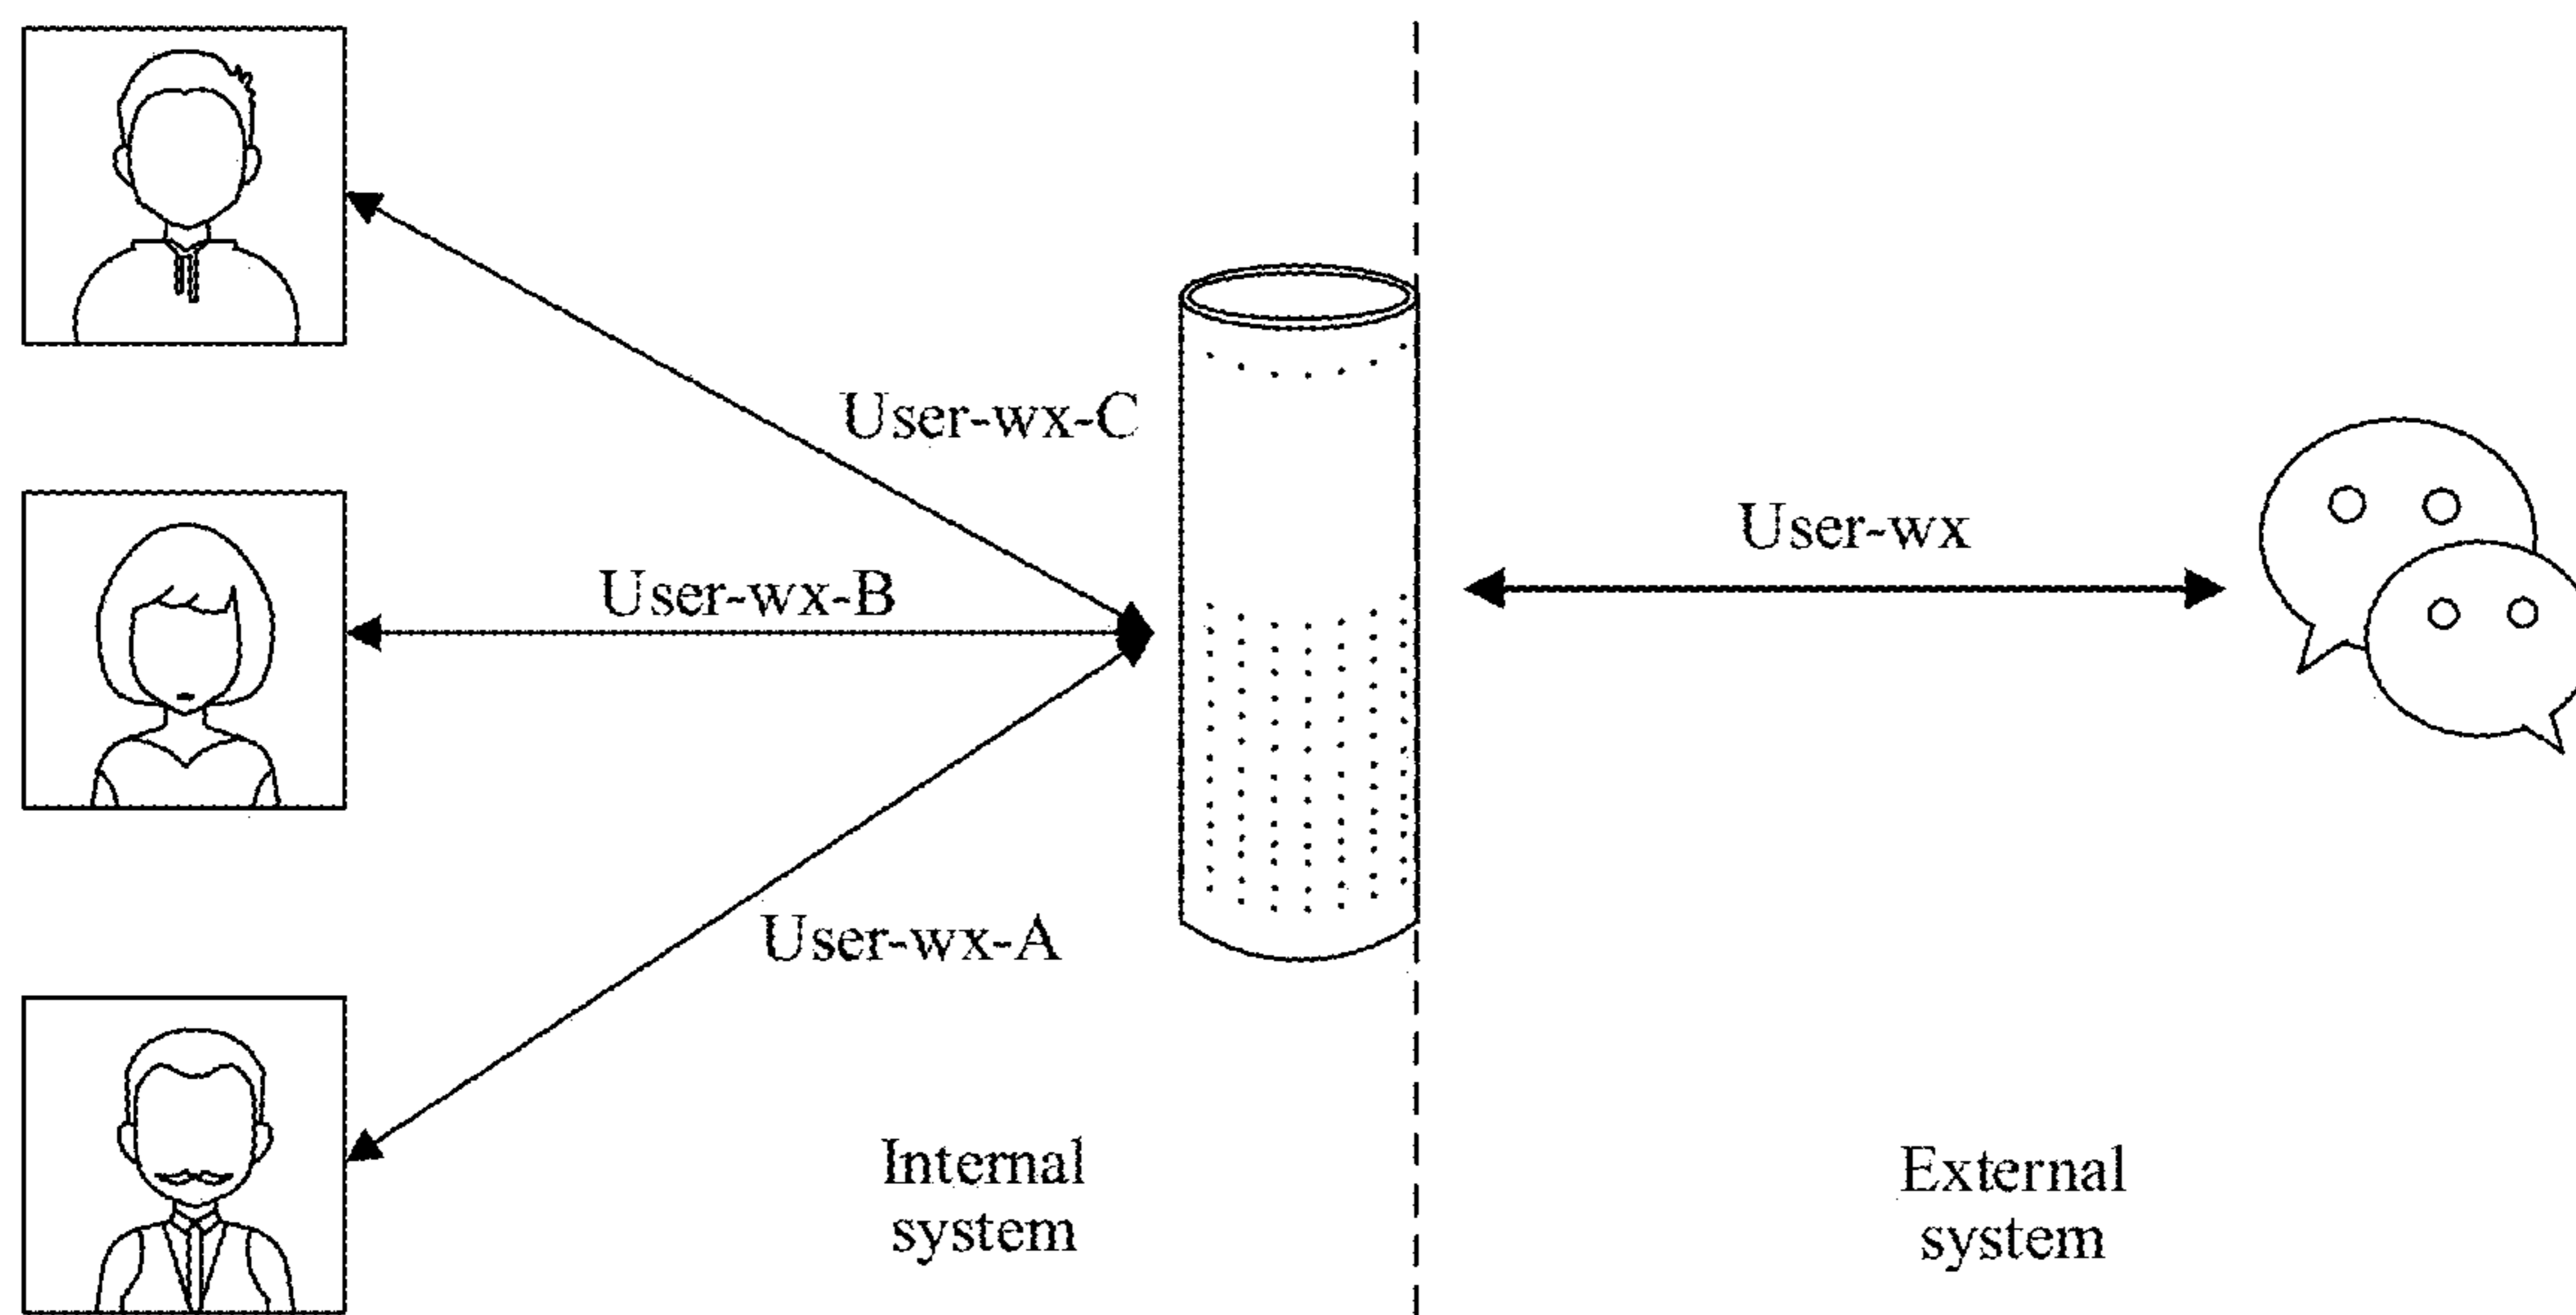 User-wx-C
User-wx
User-wx-B
User-wx-A
Internal
system
External
system